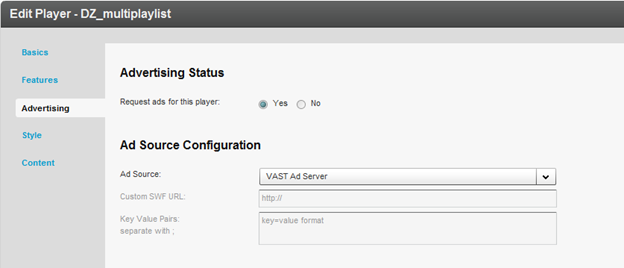 Edit Player - DZ_multiplaylist
Basics
Features
Advertising
Style
Content
Advertising Status
Request ads for this player: Yes No
Ad Source Configuration
Ad Source: VAST Ad Server
Custom SWF URL: http://
Key Value Pairs: key=value format
separate with ;